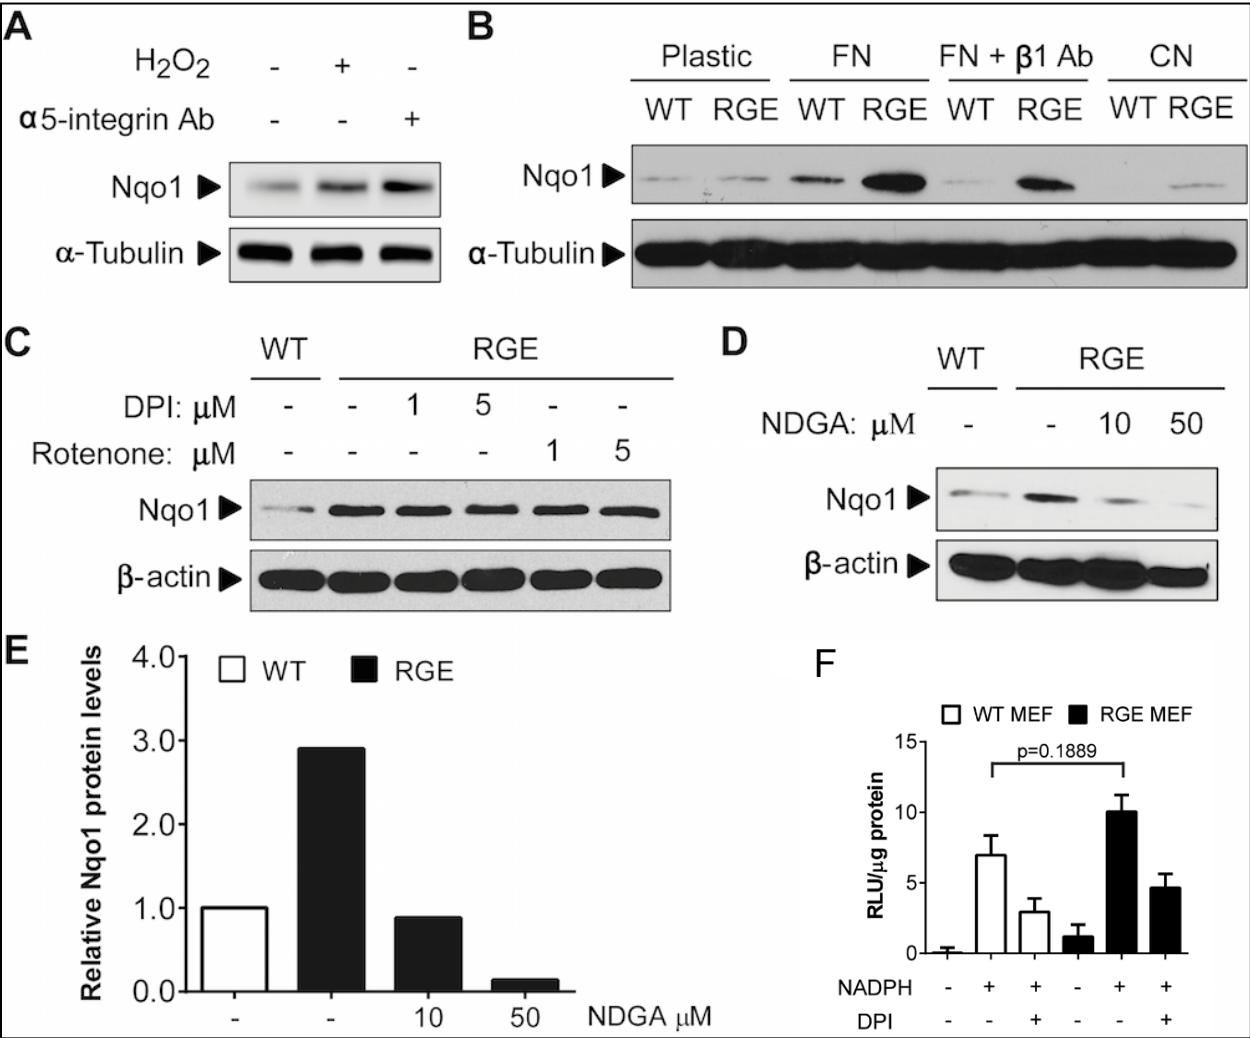 A
H2O2 - + -
α5-integrin Ab - - +
Nqo1
α-Tubulin
B
Plastic FN FN + β1 Ab CN
WT RGE WT RGE WT RGE WT RGE
Nqo1
α-Tubulin
C
WT RGE
DPI: μM - - 1 5 - -
Rotenone: μM - - - - 1 5
Nqo1
β-actin
D
WT RGE
NDGA: μM - - 10 50
Nqo1
β-actin
E
Relative Nqo1 protein levels
WT RGE
4.0
3.0
2.0
1.0
0.0
- - 10 50 NDGA μM
F
WT MEF RGE MEF
p=0.1889
RLU/μg protein
15
10
5
0
NADPH - + + - + +
DPI - - + - - +